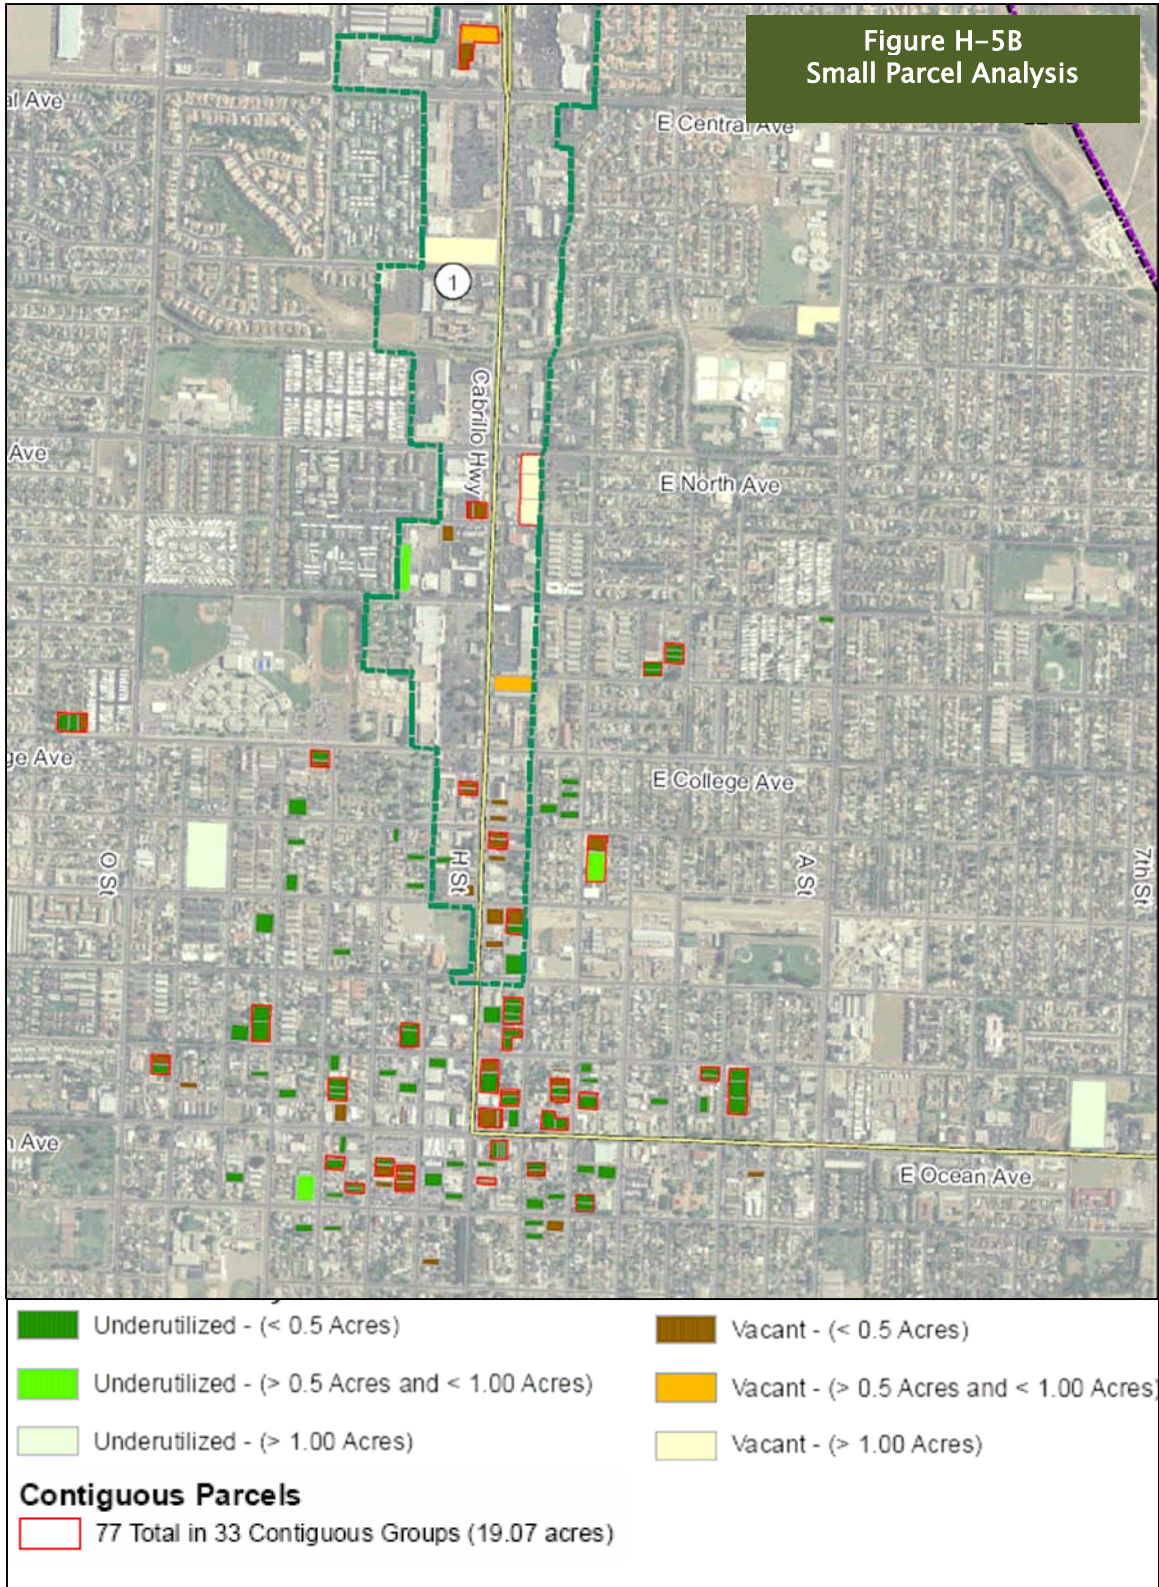 Figure H-5B
Small Parcel Analysis
al Ave
E Central Ave
1
Cabrillo Hwy
Ave
E North Ave
ge Ave
E College Ave
O St
H St
A St
7th St
n Ave
E Ocean Ave
Underutilized - (< 0.5 Acres)
Vacant - (< 0.5 Acres)
Underutilized - (> 0.5 Acres and < 1.00 Acres)
Vacant - (> 0.5 Acres and < 1.00 Acres)
Underutilized - (> 1.00 Acres)
Vacant - (> 1.00 Acres)
Contiguous Parcels
77 Total in 33 Contiguous Groups (19.07 acres)